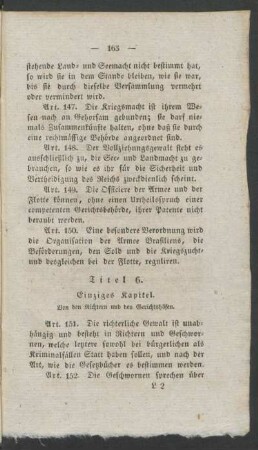 — 163 —
stehende Land- und Seemacht nicht bestimmt hat,
so wird sie in dem Stande bleiben, wie sie war,
bis sie durch dieselbe Versammlung vermehrt
oder vermindert wird.
Art. 147. Die Kriegsmacht ist ihrem We-
sen nach an Gehorsam gebunden; sie darf nie-
mals Zusammenkünfte halten, ohne daß sie durch
eine rechtmäßige Behörde angeordnet sind.
Art. 148. Der Vollziehungsgewalt steht es
ausschließlich zu, die See- und Landmacht zu ge-
brauchen, so wie es ihr für die Sicherheit und
Vertheidigung des Reichs zweckdienlich scheint.
Art. 149. Die Officiere der Armee und der
Flotte können, ohne einen Urtheilsspruch einer
competenten Gerichtsbehörde, ihrer Patente nicht
beraubt werden.
Art. 150. Eine besondere Verordnung wird
die Organisation der Armee Brasiliens, die
Beförderungen, den Sold und die Kriegszucht
und desgleichen bei der Flotte, reguliren.
Titel 6.
Einziges Kapitel.
Von den Richtern und den Gerichtshöfen.
Art. 151. Die richterliche Gewalt ist unab-
hängig und besteht in Richtern und Geschwor-
nen, welche letztere sowohl bei bürgerlichen als
Kriminalfällen Statt haben sollen, und nach der
Art, wie die Gesetzbücher es bestimmen werden.
Art. 152. Die Geschwornen sprechen über
L 2